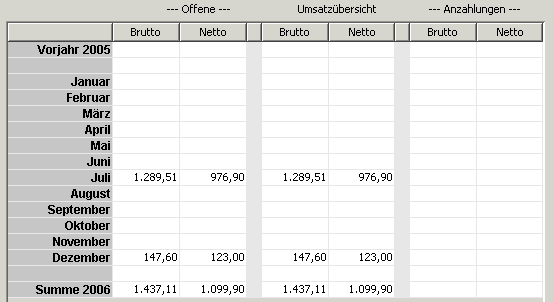 --- Offene --- Umsatzübersicht --- Anzahlungen ---
Brutto Netto Brutto Netto Brutto Netto
Vorjahr 2005
Januar
Februar
März
April
Mai
Juni
Juli 1.289,51 976,90 1.289,51 976,90
August
September
Oktober
November
Dezember 147,60 123,00 147,60 123,00
Summe 2006 1.437,11 1.099,90 1.437,11 1.099,90